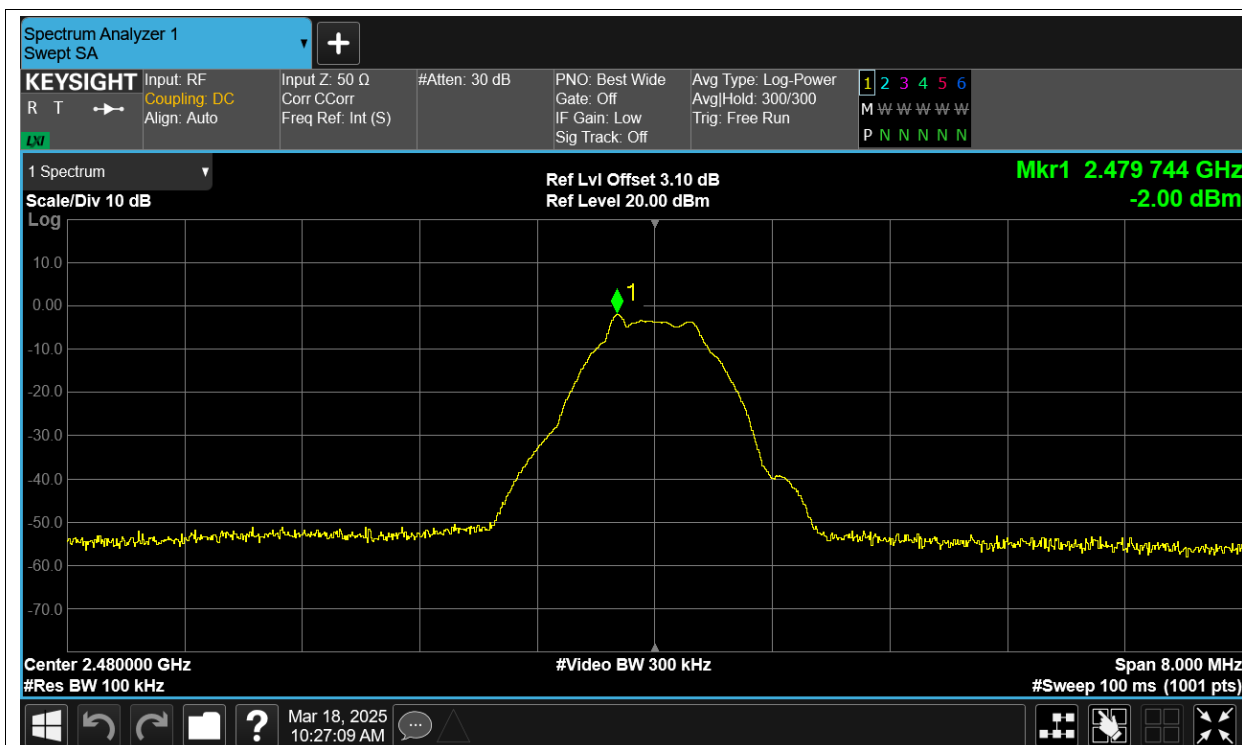 Spectrum Analyzer 1
Swept SA
KEYSIGHT
R T
LXI
Input: RF
Coupling: DC
Align: Auto
Input Z: 50 Ω
Corr CCorr
Freq Ref: Int (S)
#Atten: 30 dB
PNO: Best Wide
Gate: Off
IF Gain: Low
Sig Track: Off
Avg Type: Log-Power
Avg|Hold: 300/300
Trig: Free Run
1 2 3 4 5 6
M W W W W W W
P N N N N N
1 Spectrum
Scale/Div 10 dB
Log
Ref Lvl Offset 3.10 dB
Ref Level 20.00 dBm
Mkr1 2.479 744 GHz
-2.00 dBm
10.0
0.00
-10.0
-20.0
-30.0
-40.0
-50.0
-60.0
-70.0
1
Center 2.480000 GHz
#Res BW 100 kHz
#Video BW 300 kHz
Span 8.000 MHz
#Sweep 100 ms (1001 pts)
?
Mar 18, 2025
10:27:09 AM